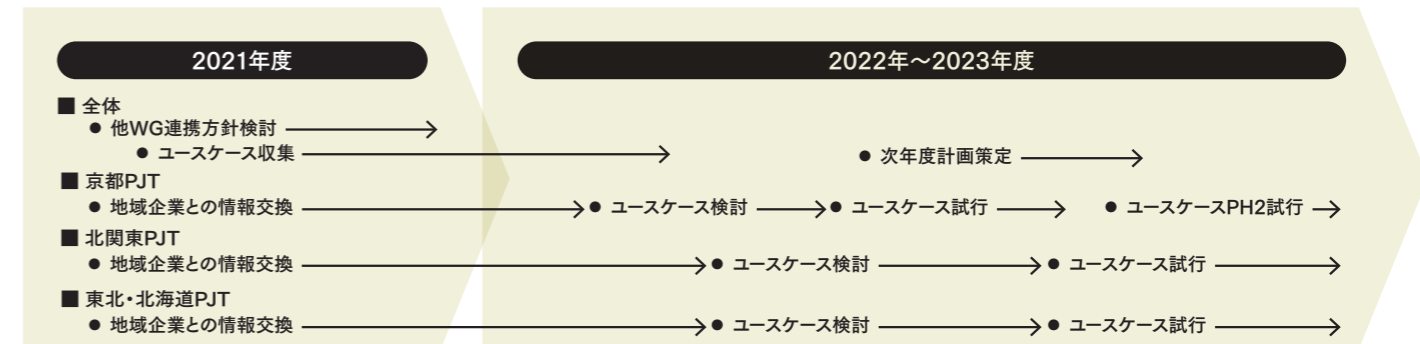 2021年度
2022年～2023年度
■ 全体
● 他WG連携方針検討
● ユースケース収集
● 次年度計画策定
■ 京都PJT
● 地域企業との情報交換 ● ユースケース検討 ● ユースケース試行 ● ユースケースPH2試行
■ 北関東PJT
● 地域企業との情報交換 ● ユースケース検討 ● ユースケース試行
■ 東北・北海道PJT
● 地域企業との情報交換 ● ユースケース検討 ● ユースケース試行